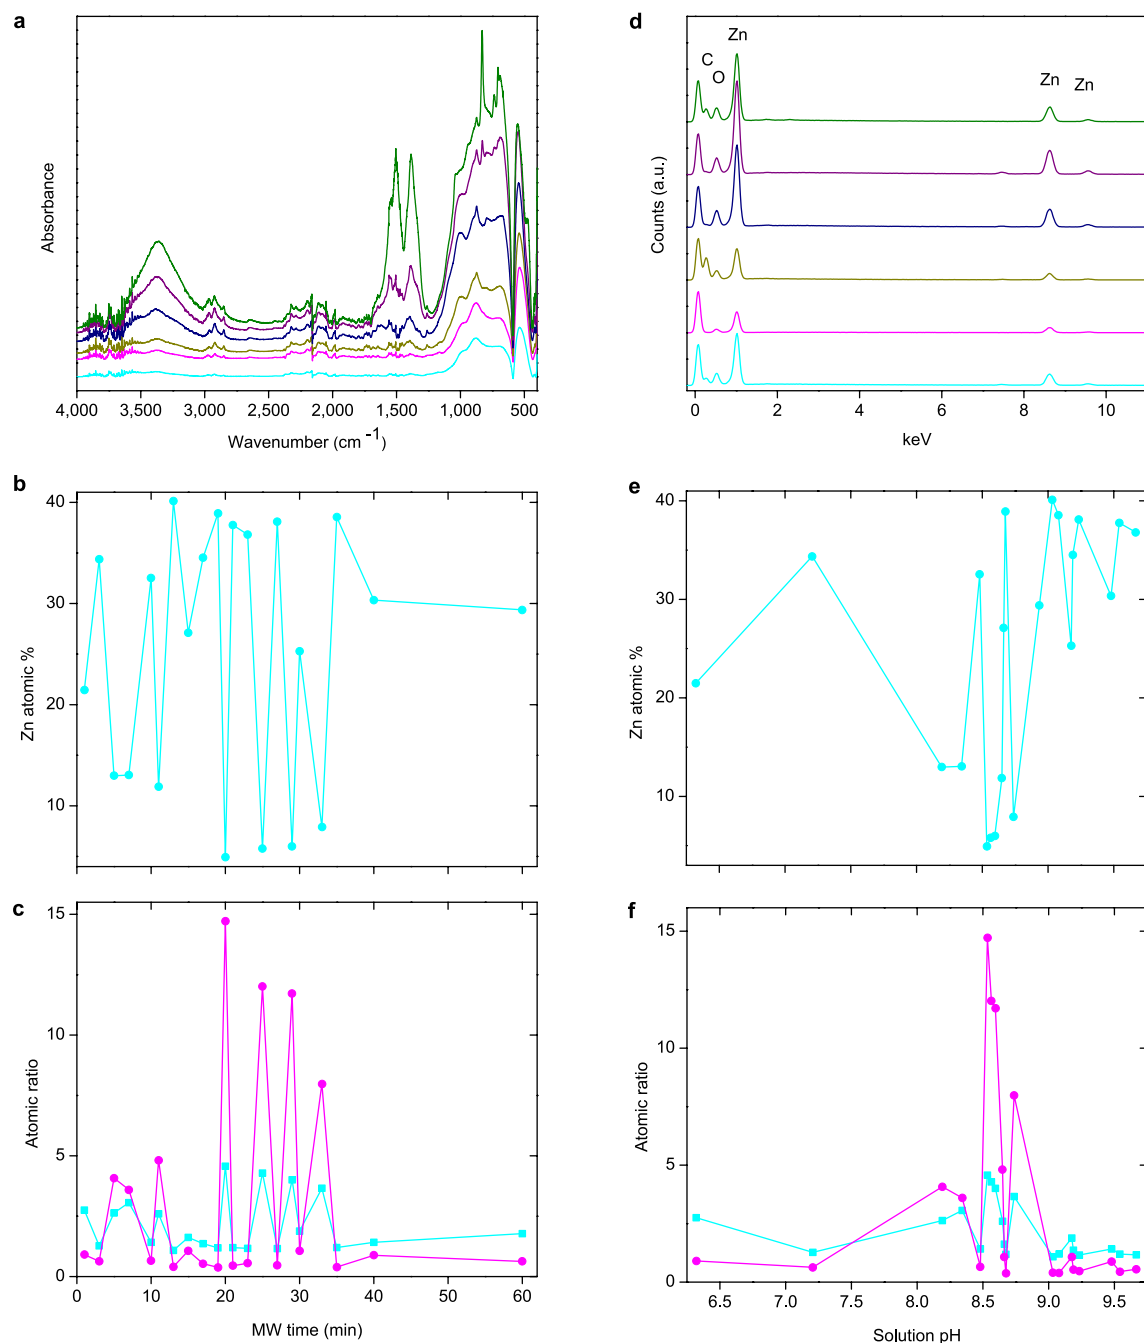 a
Absorbance
4,000 3,500 3,000 2,500 2,000 1,500 1,000 500
Wavenumber (cm -1)
d
C
O
Zn
Zn
Zn
Counts (a.u.)
0 2 4 6 8 10
keV
b
40
30
20
10
Zn atomic %
e
40
30
20
10
Zn atomic %
c
15
10
5
0
Atomic ratio
0 10 20 30 40 50 60
MW time (min)
f
15
10
5
0
Atomic ratio
6.5 7.0 7.5 8.0 8.5 9.0 9.5
Solution pH